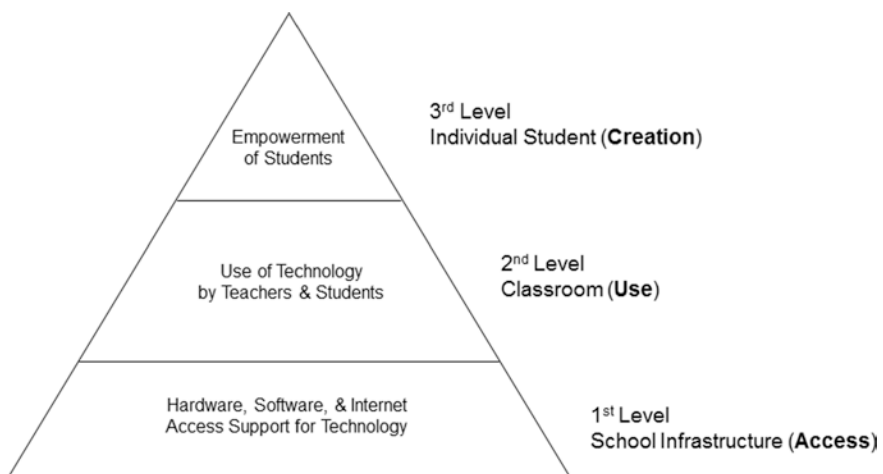 Empowerment
of Students
3rd Level
Individual Student (Creation)
Use of Technology
by Teachers & Students
2nd Level
Classroom (Use)
Hardware, Software, & Internet
Access Support for Technology
1st Level
School Infrastructure (Access)